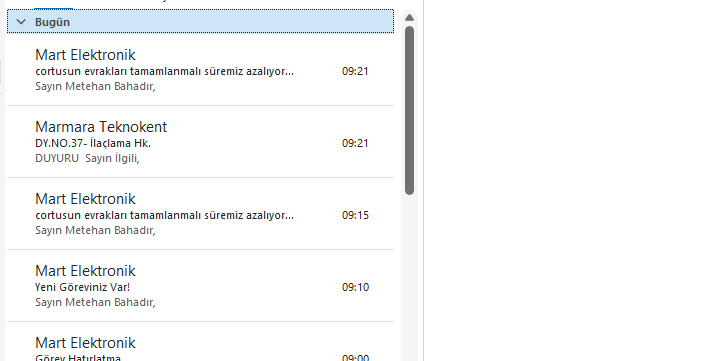 Bugün
Mart Elektronik
cortusun evrakları tamamlanmalı süremiz azalıyor... 09:21
Sayın Metehan Bahadır,
Marmara Teknokent
DY.NO.37- İlaçlama Hk. 09:21
DUYURU  Sayın İlgili,
Mart Elektronik
cortusun evrakları tamamlanmalı süremiz azalıyor... 09:15
Sayın Metehan Bahadır,
Mart Elektronik
Yeni Göreviniz Var! 09:10
Sayın Metehan Bahadır,
Mart Elektronik
Görev Hatırlatma 09:00